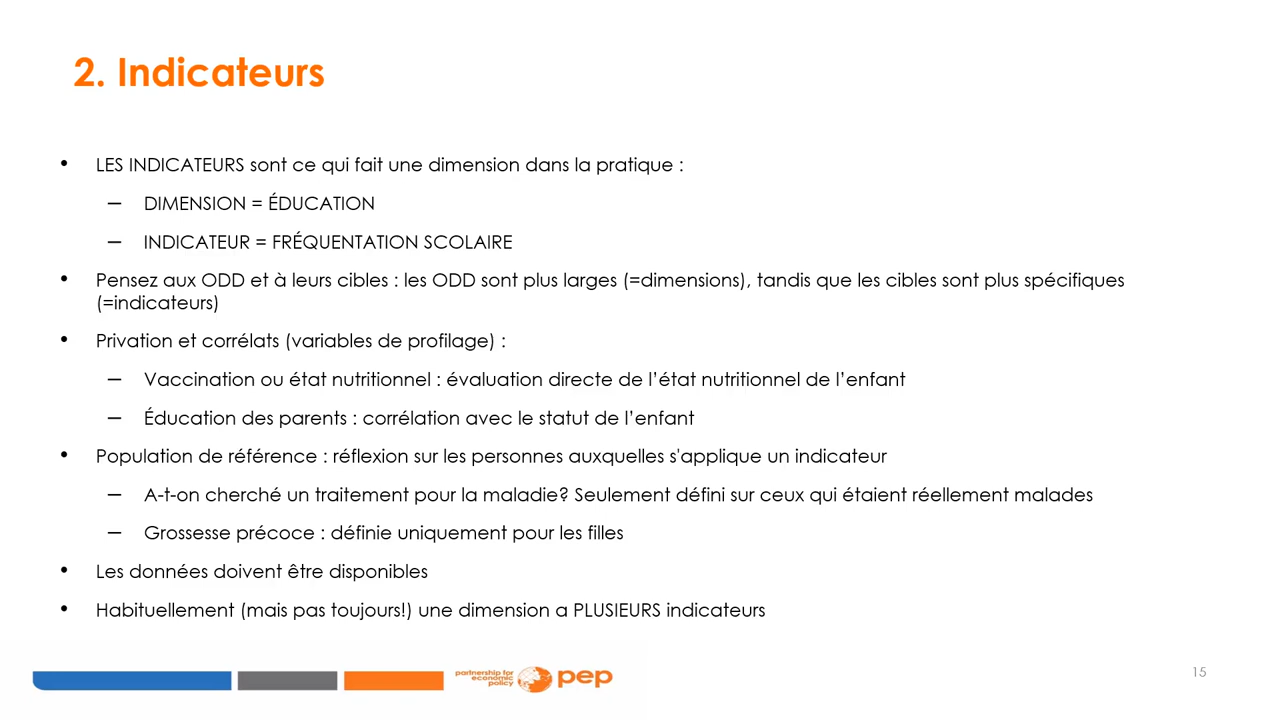 2. Indicateurs
• LES INDICATEURS sont ce qui fait une dimension dans la pratique :
– DIMENSION = ÉDUCATION
– INDICATEUR = FRÉQUENTATION SCOLAIRE
• Pensez aux ODD et à leurs cibles : les ODD sont plus larges (=dimensions), tandis que les cibles sont plus spécifiques
(=indicateurs)
• Privation et corrélats (variables de profilage) :
– Vaccination ou état nutritionnel : évaluation directe de l’état nutritionnel de l’enfant
– Éducation des parents : corrélation avec le statut de l’enfant
• Population de référence : réflexion sur les personnes auxquelles s'applique un indicateur
– A-t-on cherché un traitement pour la maladie? Seulement défini sur ceux qui étaient réellement malades
– Grossesse précoce : définie uniquement pour les filles
• Les données doivent être disponibles
• Habituellement (mais pas toujours!) une dimension a PLUSIEURS indicateurs
partnership for
economic
policy
pep
15